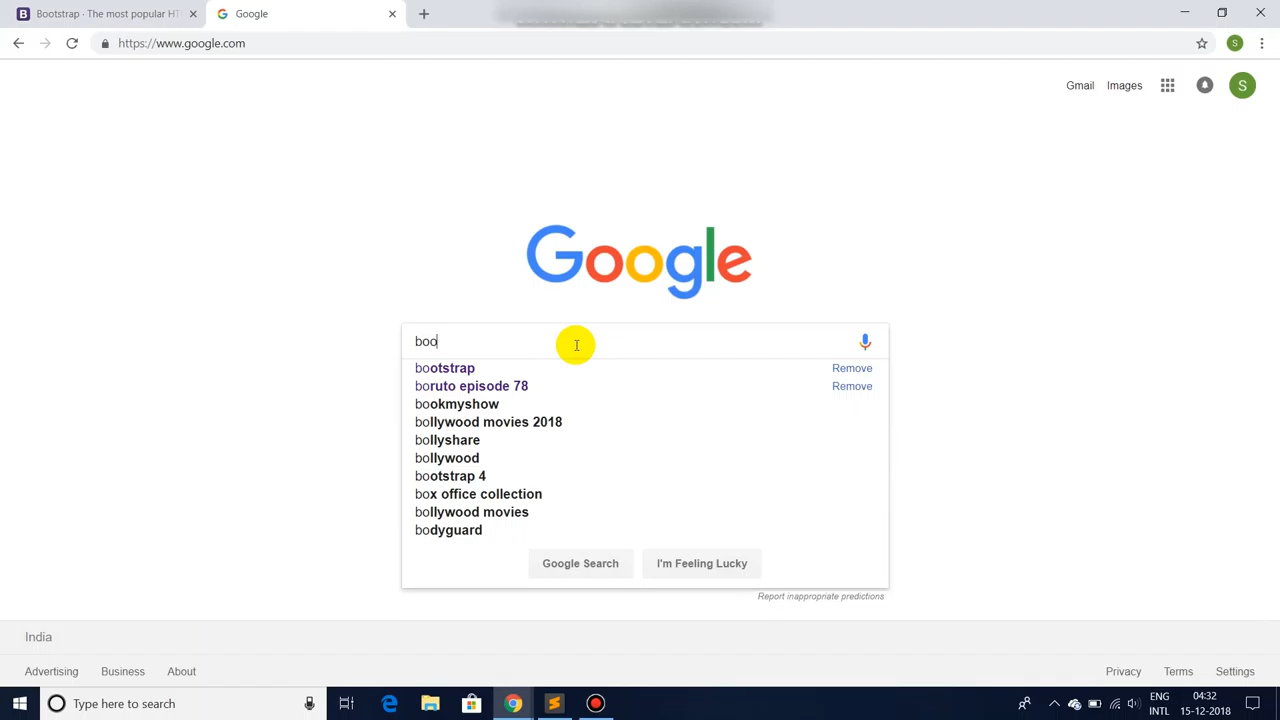 Bootstrap · The most popular HT
Google
https://www.google.com
S
Gmail Images
S
Google
boo
bootstrap Remove
boruto episode 78 Remove
bookmyshow
bollywood movies 2018
bollyshare
bollywood
bootstrap 4
box office collection
bollywood movies
bodyguard
Google Search I'm Feeling Lucky
Report inappropriate predictions
India
Advertising Business About
Privacy Terms Settings
Type here to search
ENG 04:32
INTL 15-12-2018